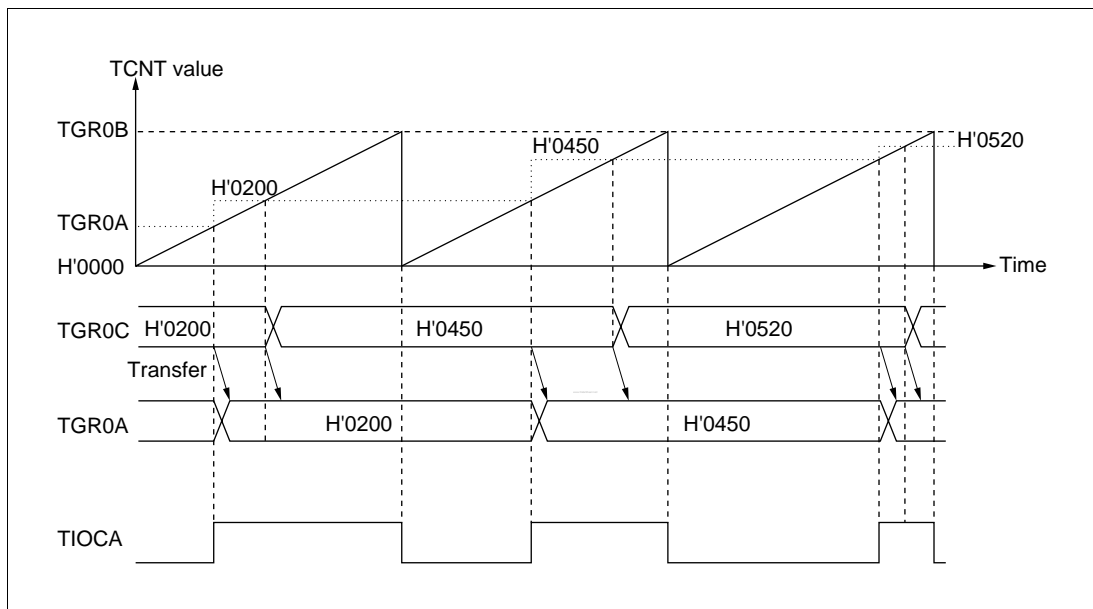 TCNT value
TGR0B
H'0520
H'0450
H'0200
TGR0A
H'0000
Time
TGR0C
H'0200
H'0450
H'0520
Transfer
TGR0A
H'0200
H'0450
TIOCA